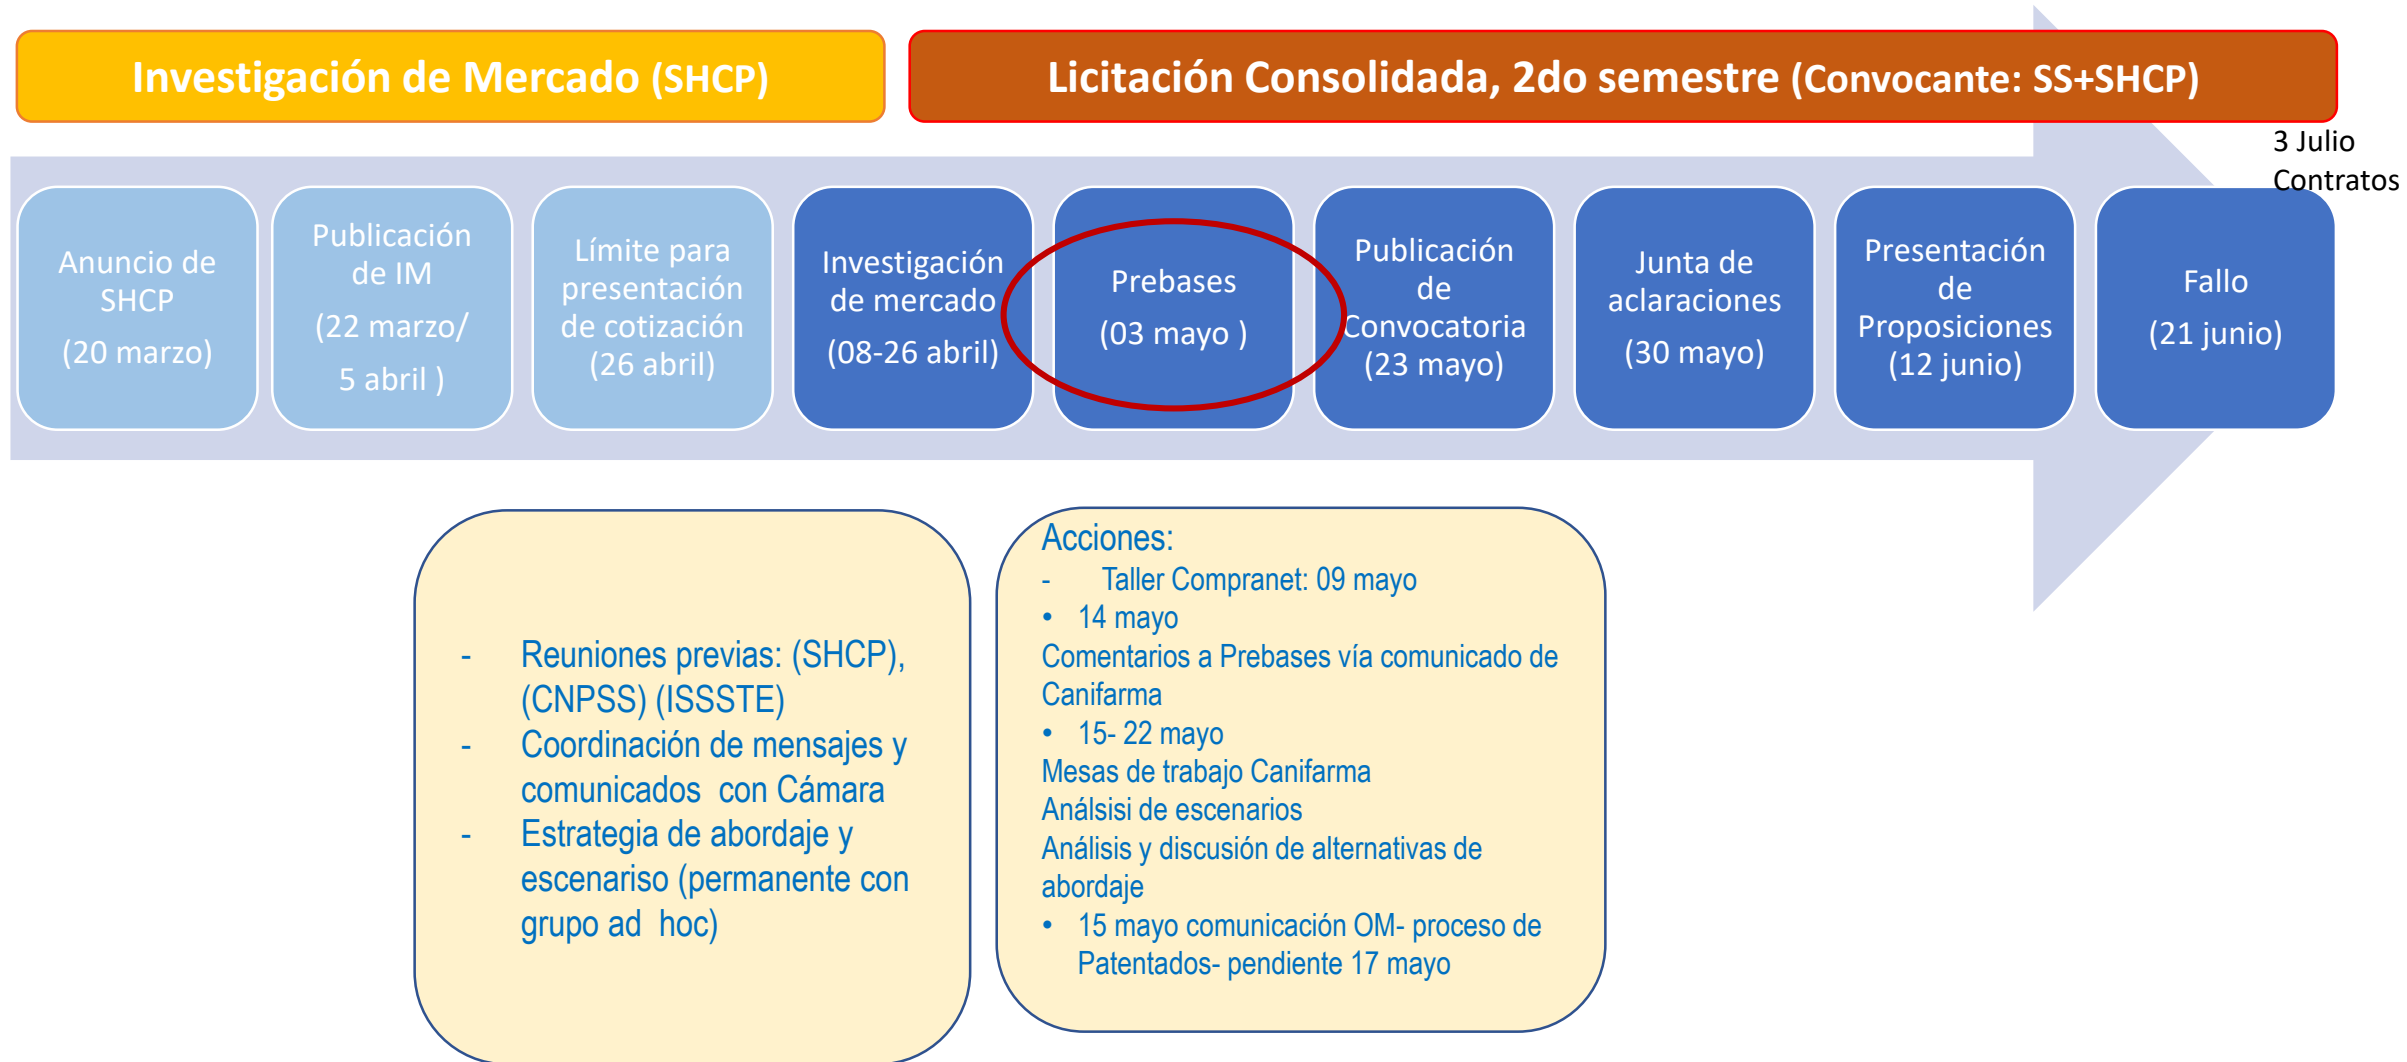 Investigación de Mercado (SHCP)
Licitación Consolidada, 2do semestre (Convocante: SS+SHCP)
3 Julio
Contratos
Anuncio de
SHCP
(20 marzo)
Publicación
de IM
(22 marzo/
5 abril )
Límite para
presentación
de cotización
(26 abril)
Investigación
de mercado
(08-26 abril)
Prebases
(03 mayo )
Publicación
de
Convocatoria
(23 mayo)
Junta de
aclaraciones
(30 mayo)
Presentación
de
Proposiciones
(12 junio)
Fallo
(21 junio)
- Reuniones previas: (SHCP),
(CNPSS) (ISSSTE)
- Coordinación de mensajes y
comunicados  con Cámara
- Estrategia de abordaje y
escenariso (permanente con
grupo ad  hoc)
Acciones:
- Taller Compranet: 09 mayo
• 14 mayo
Comentarios a Prebases vía comunicado de
Canifarma
• 15- 22 mayo
Mesas de trabajo Canifarma
Análsisi de escenarios
Análisis y discusión de alternativas de
abordaje
• 15 mayo comunicación OM- proceso de
Patentados- pendiente 17 mayo